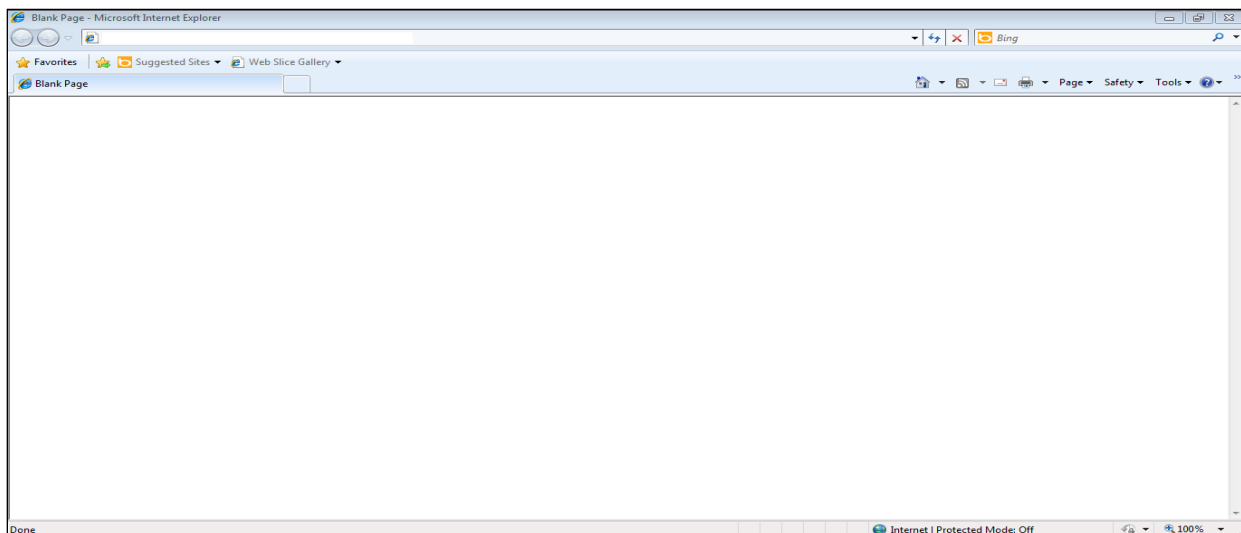 Blank Page - Microsoft Internet Explorer
Bing
Favorites Suggested Sites Web Slice Gallery
Blank Page Page Safety Tools
Done Internet | Protected Mode: Off 100%